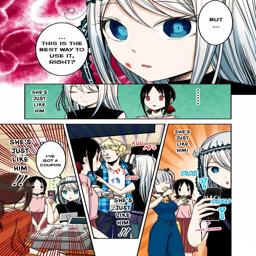 BUT
...
...
THIS IS THE
BEST WAY TO
USE IT,
RIGHT?
SHE'S
JUST
LIKE
HIM
SHE'S
JUST
LIKE
HIM!
SHE'S
JUST
LIKE
HIM
!!
SHE'S
JUST
LIKE
HIM
!!
I'VE
GOT A
COUPON